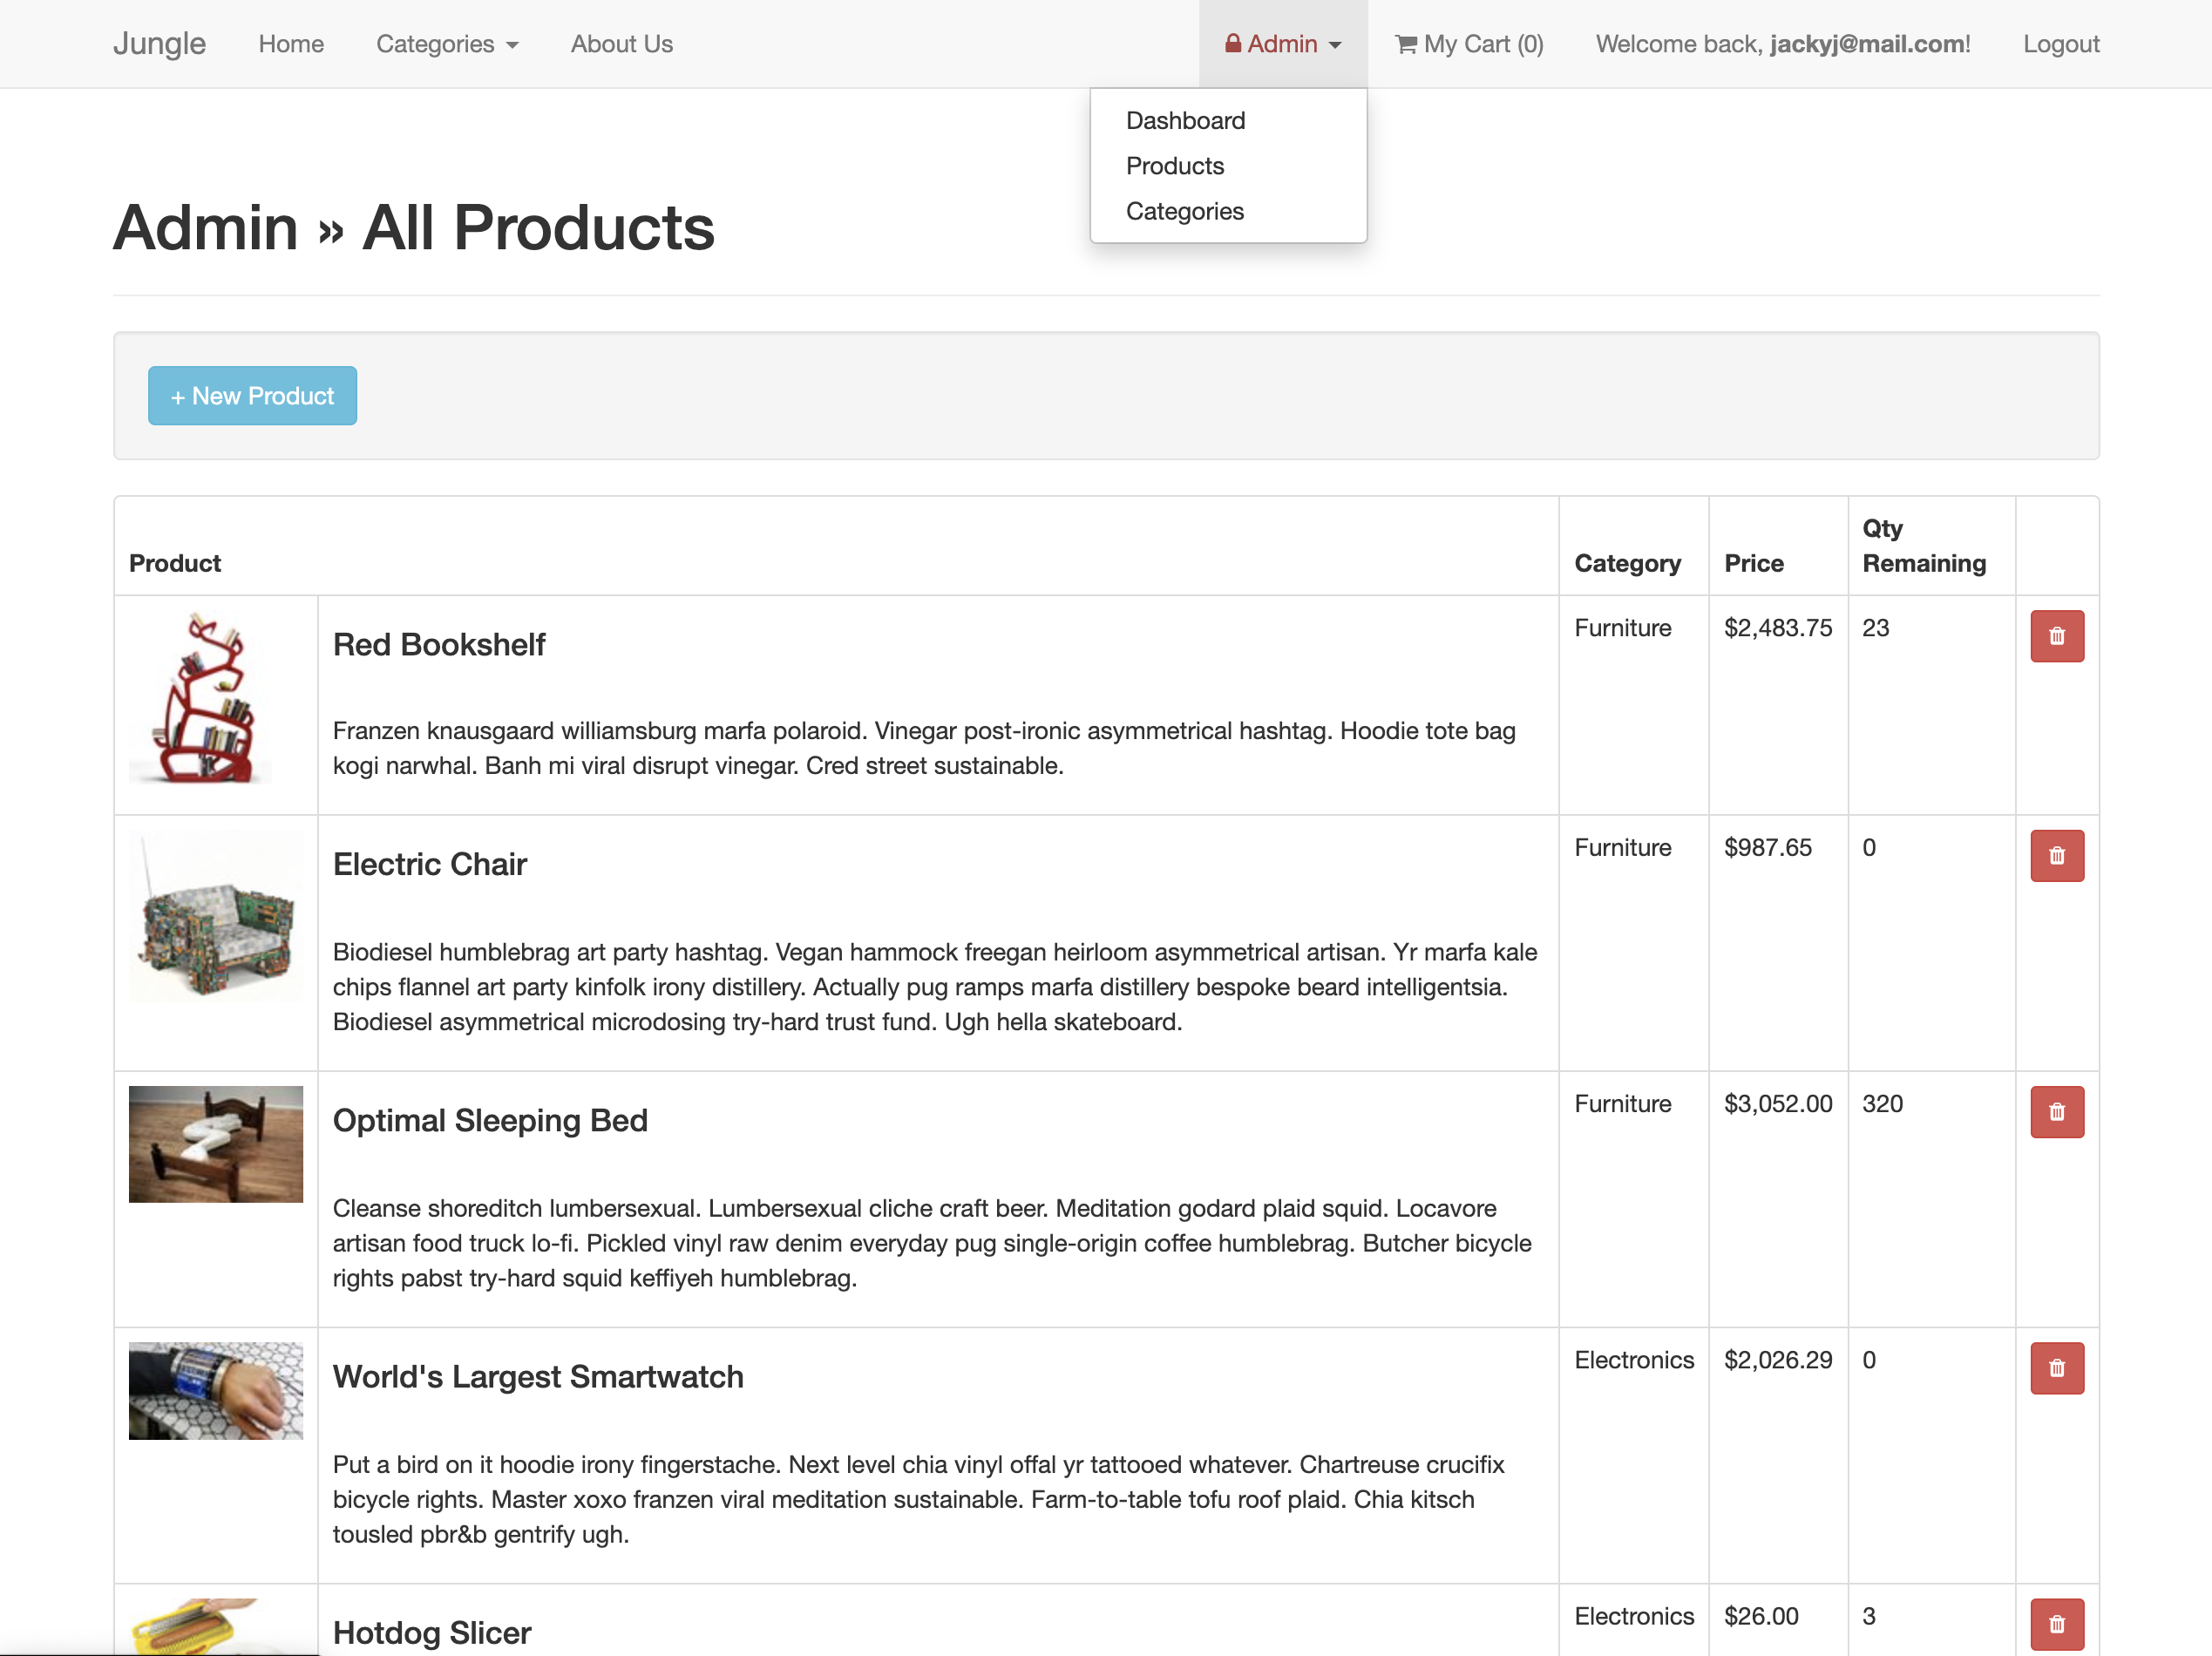 Jungle Home Categories About Us Admin My Cart (0) Welcome back, jackyj@mail.com! Logout
Dashboard
Products
Categories
Admin » All Products
+ New Product
Product Category Price Qty Remaining
Red Bookshelf Furniture $2,483.75 23
Franzen knausgaard williamsburg marfa polaroid. Vinegar post-ironic asymmetrical hashtag. Hoodie tote bag
kogi narwhal. Banh mi viral disrupt vinegar. Cred street sustainable.
Electric Chair Furniture $987.65 0
Biodiesel humblebrag art party hashtag. Vegan hammock freegan heirloom asymmetrical artisan. Yr marfa kale
chips flannel art party kinfolk irony distillery. Actually pug ramps marfa distillery bespoke beard intelligentsia.
Biodiesel asymmetrical microdosing try-hard trust fund. Ugh hella skateboard.
Optimal Sleeping Bed Furniture $3,052.00 320
Cleanse shoreditch lumbersexual. Lumbersexual cliche craft beer. Meditation godard plaid squid. Locavore
artisan food truck lo-fi. Pickled vinyl raw denim everyday pug single-origin coffee humblebrag. Butcher bicycle
rights pabst try-hard squid keffiyeh humblebrag.
World's Largest Smartwatch Electronics $2,026.29 0
Put a bird on it hoodie irony fingerstache. Next level chia vinyl offal yr tattooed whatever. Chartreuse crucifix
bicycle rights. Master xoxo franzen viral meditation sustainable. Farm-to-table tofu roof plaid. Chia kitsch
tousled pbr&b gentrify ugh.
Hotdog Slicer Electronics $26.00 3